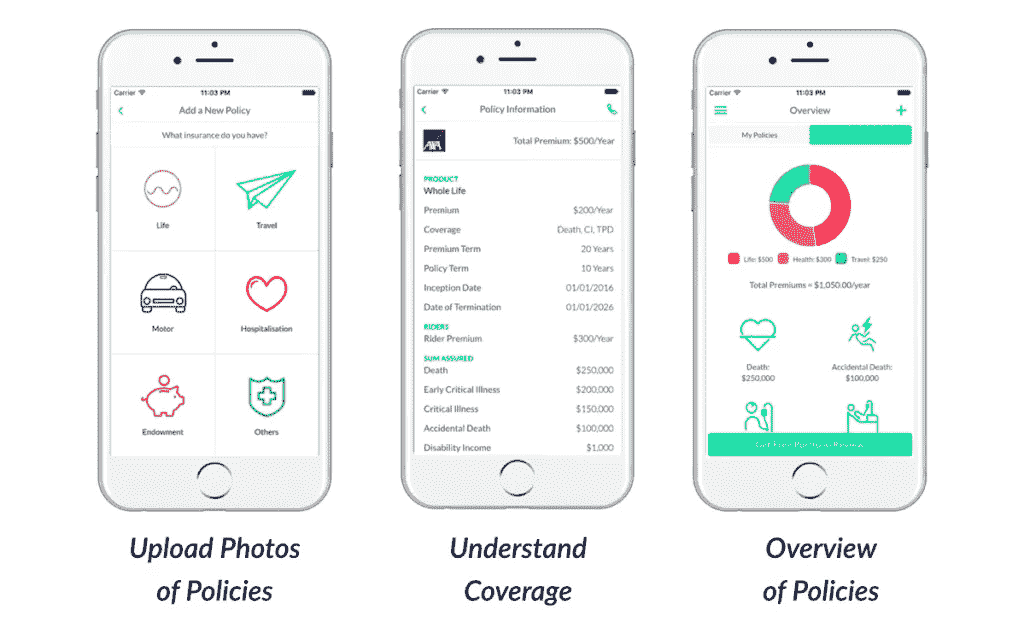 Carrier 11:03 PM
Add a New Policy
What insurance do you have?
Life
Travel
Motor
Hospitalisation
Endowment
Others
Upload Photos
of Policies
Carrier 11:03 PM
Policy Information
AXA
Total Premium: $500/Year
PRODUCT
Whole Life
Premium $200/Year
Coverage Death, CI, TPD
Premium Term 20 Years
Policy Term 10 Years
Inception Date 01/01/2016
Date of Termination 01/01/2026
RIDERS
Rider Premium $300/Year
SUM ASSURED
Death $250,000
Early Critical Illness $200,000
Critical Illness $150,000
Accidental Death $100,000
Disability Income $1,000
Understand
Coverage
Carrier 11:03 PM
Overview
My Policies
Life: $500 Health: $300 Travel: $250
Total Premiums = $1,050.00/year
Death:
$250,000
Accidental Death:
$100,000
Get Free Portfolio Review
Overview
of Policies